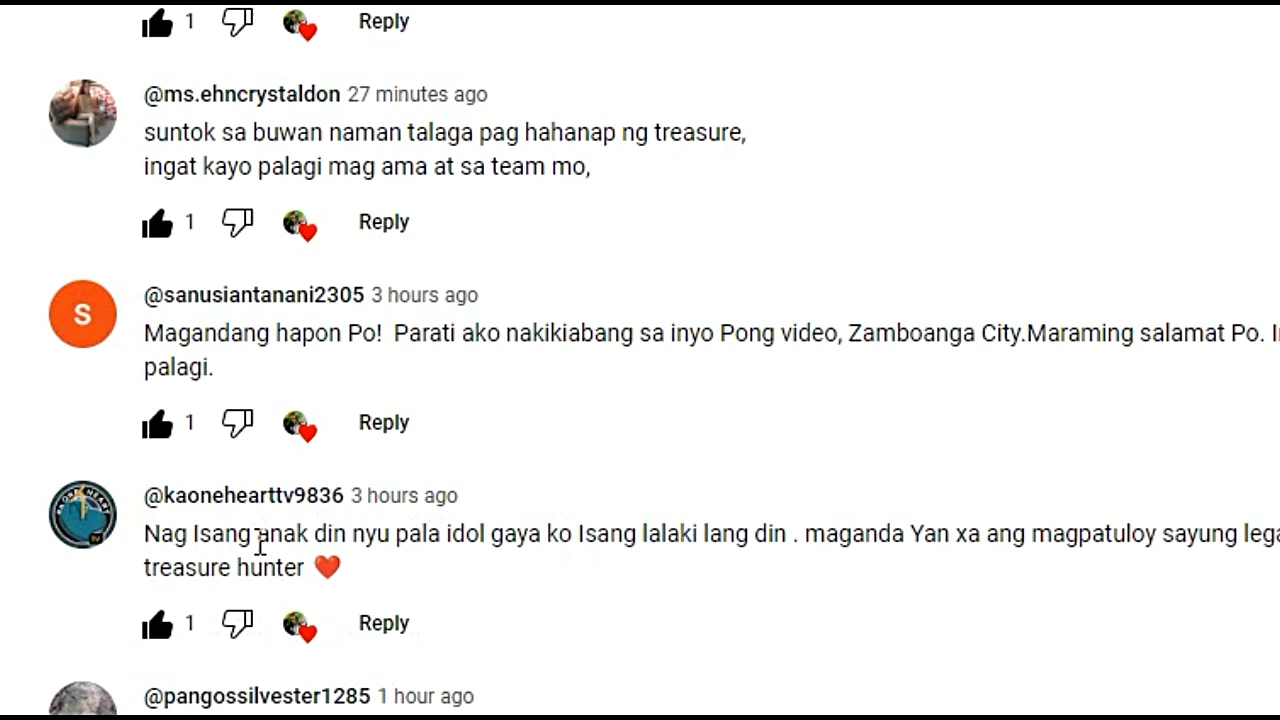 1 Reply
@ms.ehncrystaldon 27 minutes ago
suntok sa buwan naman talaga pag hahanap ng treasure,
ingat kayo palagi mag ama at sa team mo,
1 Reply
S
@sanusiantanani2305 3 hours ago
Magandang hapon Po!  Parati ako nakikiabang sa inyo Pong video, Zamboanga City.Maraming salamat Po.
palagi.
1 Reply
@kaonehearttv9836 3 hours ago
Nag Isang anak din nyu pala idol gaya ko Isang lalaki lang din . maganda Yan xa ang magpatuloy sayung
treasure hunter ❤️
1 Reply
@pangossilvester1285 1 hour ago